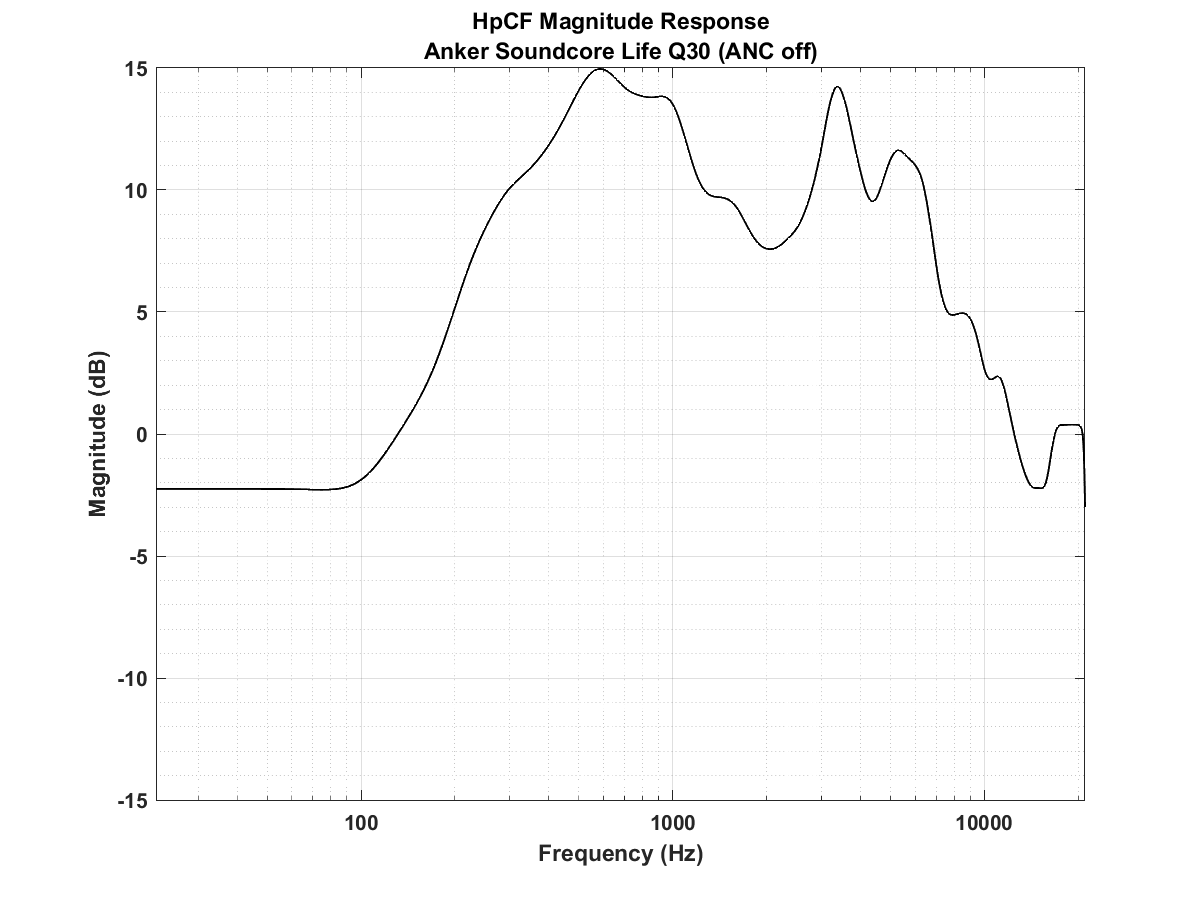 HpCF Magnitude Response
Anker Soundcore Life Q30 (ANC off)
15
10
5
0
-5
-10
-15
Magnitude (dB)
100
1000
10000
Frequency (Hz)